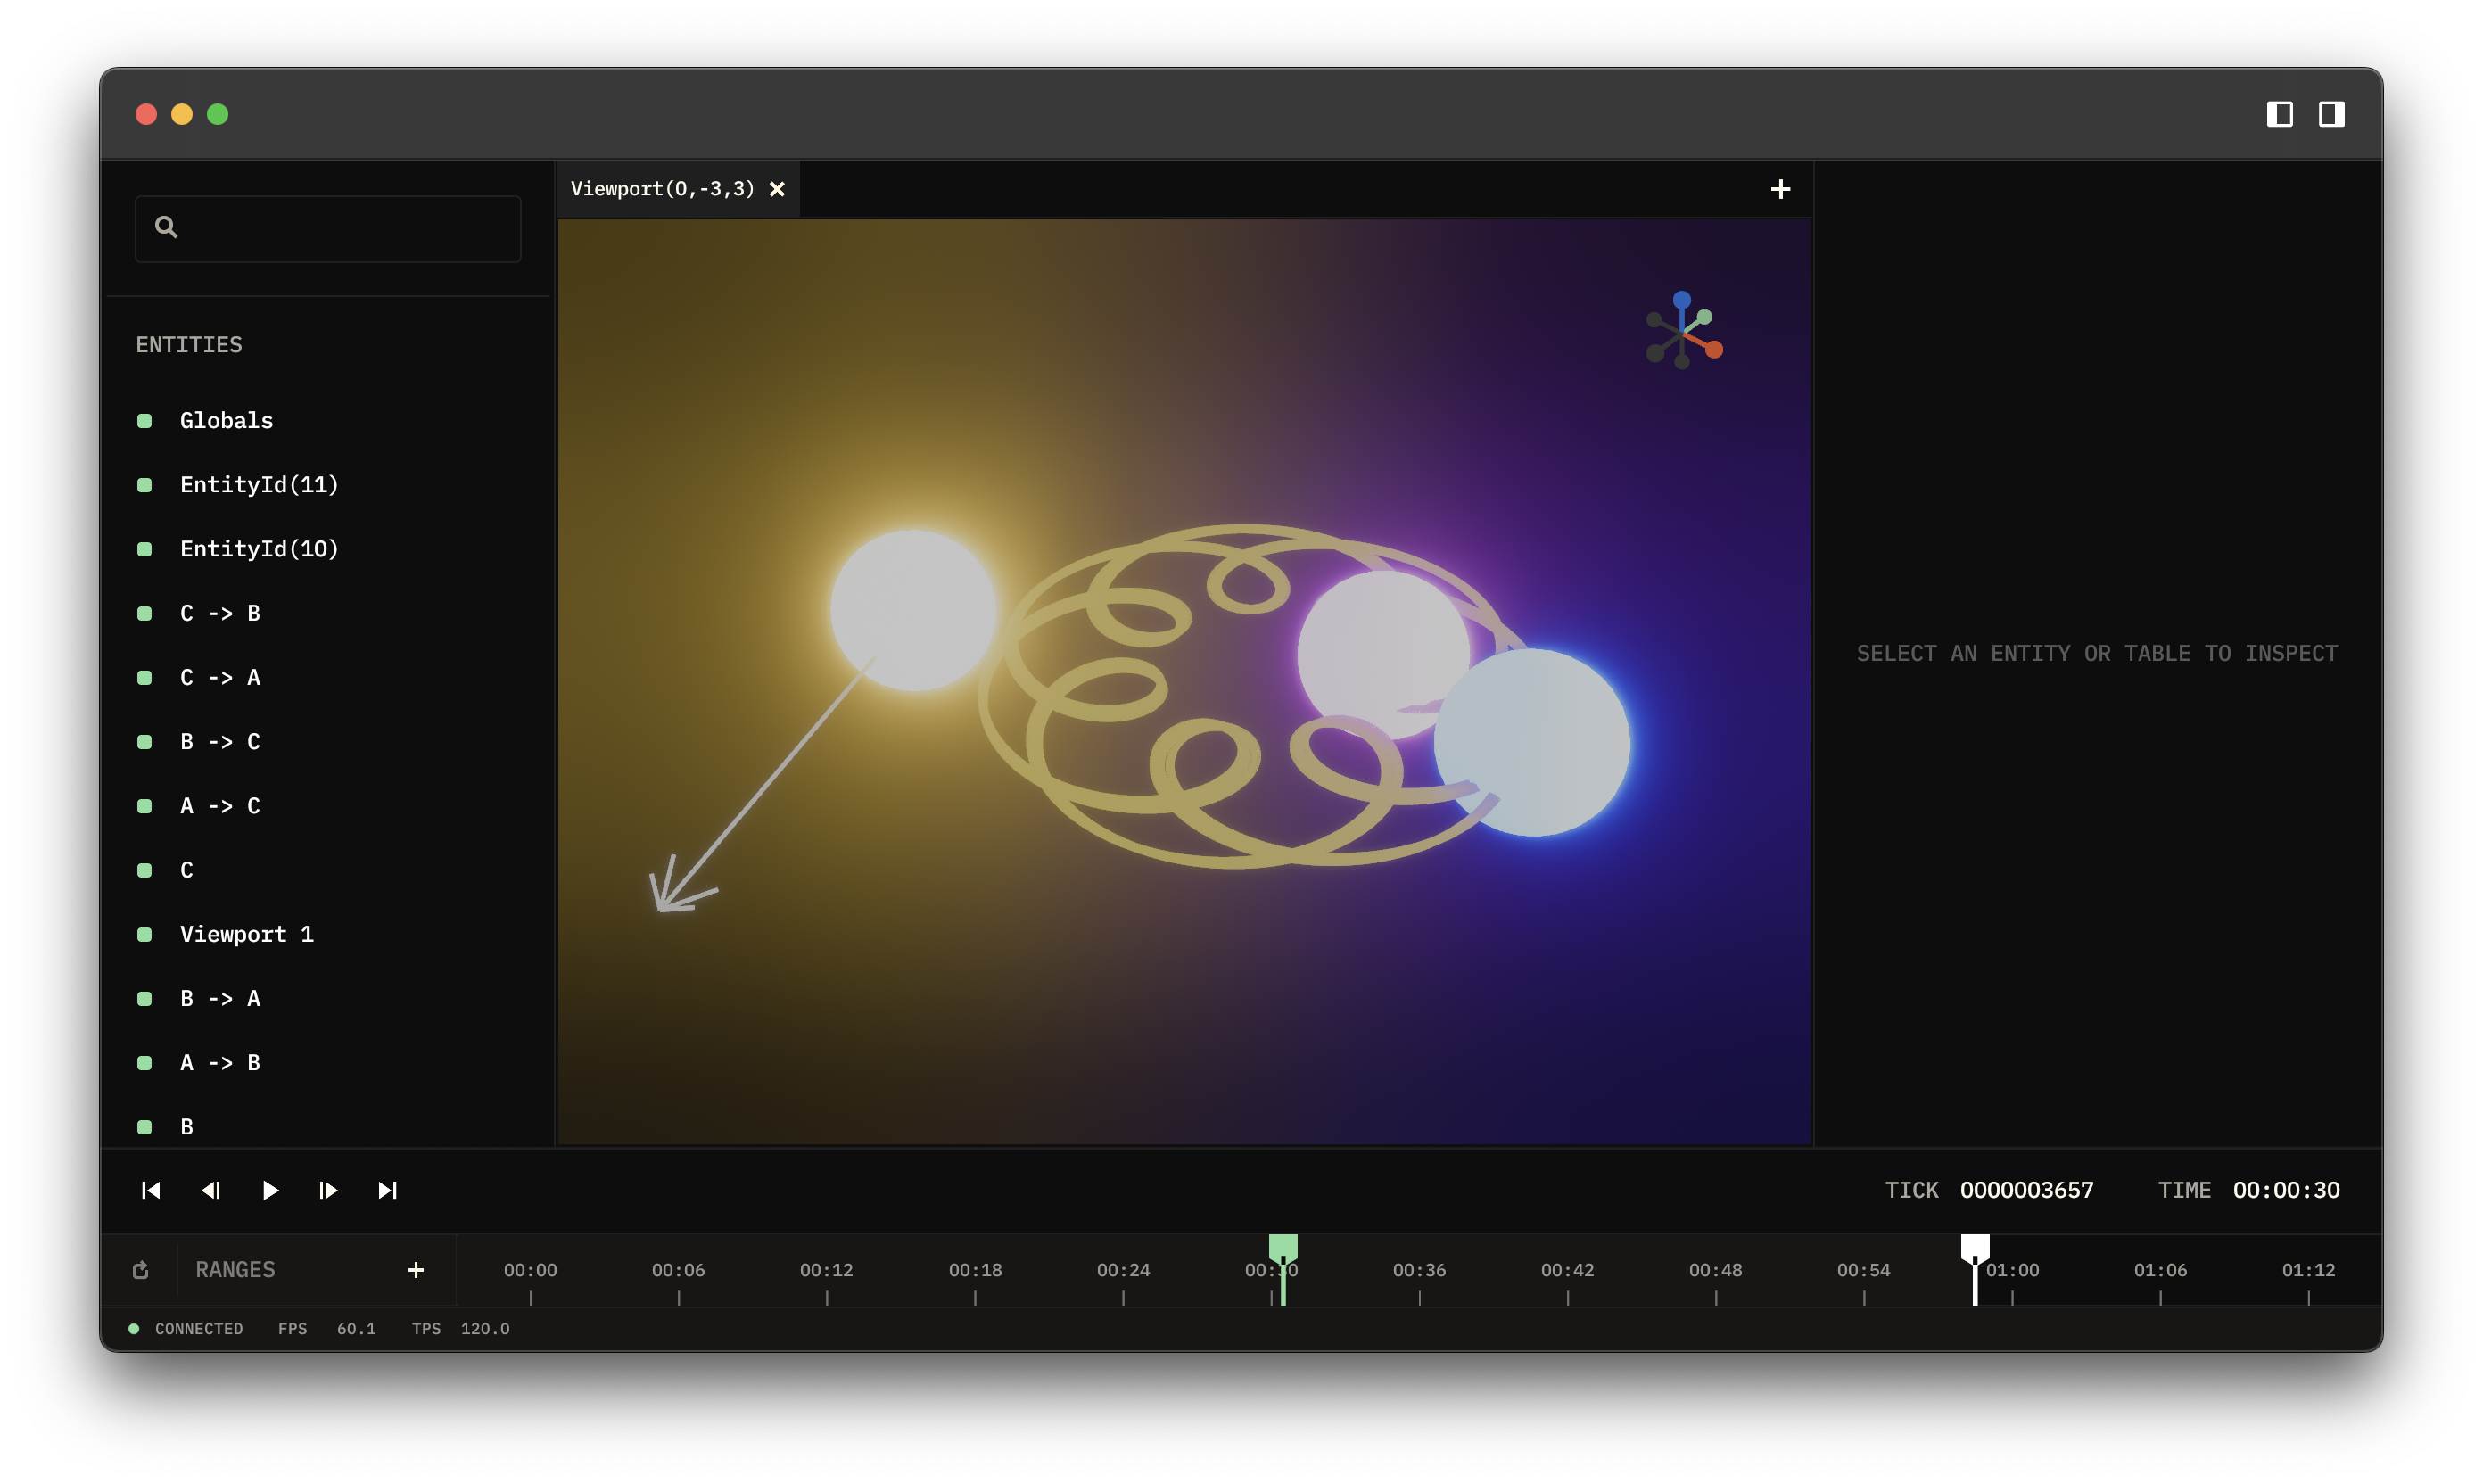 Viewport(0,-3,3)
ENTITIES
Globals
EntityId(11)
EntityId(10)
C -> B
C -> A
B -> C
A -> C
C
Viewport 1
B -> A
A -> B
B
SELECT AN ENTITY OR TABLE TO INSPECT
TICK 0000003657 TIME 00:00:30
RANGES + 00:00 00:06 00:12 00:18 00:24 00:30 00:36 00:42 00:48 00:54 01:00 01:06 01:12
CONNECTED FPS 60.1 TPS 120.0